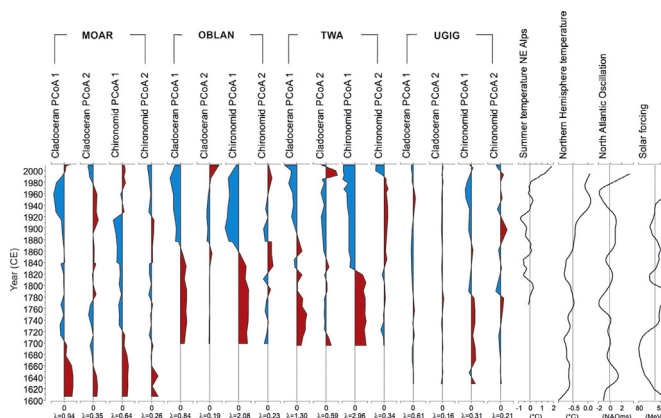 MOAR OBLAN TWA UGIG
Cladoceran PCoA 1
Cladoceran PCoA 2
Chironomid PCoA 1
Chironomid PCoA 2
Cladoceran PCoA 1
Cladoceran PCoA 2
Chironomid PCoA 1
Chironomid PCoA 2
Cladoceran PCoA 1
Cladoceran PCoA 2
Chironomid PCoA 1
Chironomid PCoA 2
Cladoceran PCoA 1
Cladoceran PCoA 2
Chironomid PCoA 1
Chironomid PCoA 2
Summer temperature NE Alps
Northern Hemisphere temperature
North Atlantic Oscillation
Solar forcing
Year (CE)
2000
1980
1960
1940
1920
1900
1880
1860
1840
1820
1800
1780
1760
1740
1720
1700
1680
1660
1640
1620
1600
0 0 0 0 0 0 0 0 0 0 0 0 0 0 0 0 -1 0 1 2 -0.5 0.0 -2 0 2 80
λ=0.94 λ=0.35 λ=0.64 λ=0.26 λ=0.84 λ=0.19 λ=2.08 λ=0.23 λ=1.30 λ=0.59 λ=2.96 λ=0.34 λ=0.61 λ=0.16 λ=0.31 λ=0.21 (°C) (°C) (NAOms)